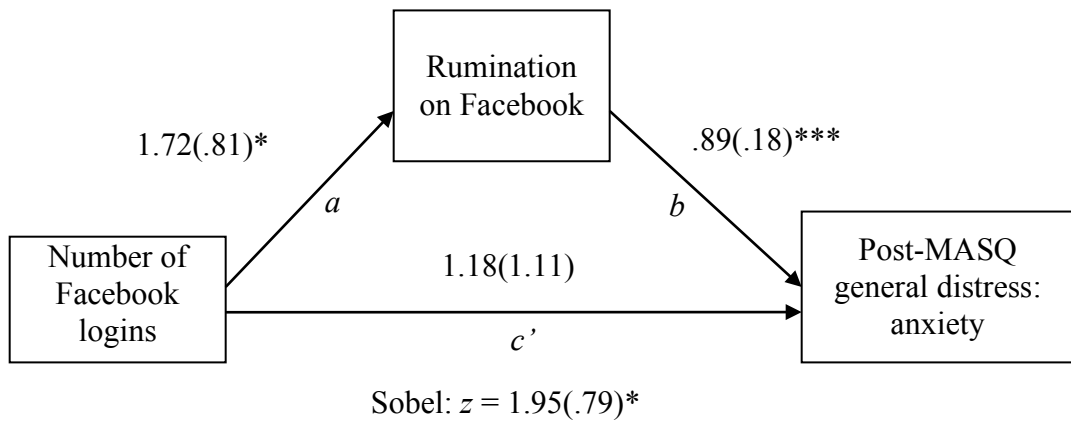 Rumination
on Facebook
1.72(.81)*
.89(.18)***
a
b
Number of
Facebook
logins
1.18(1.11)
c’
Post-MASQ
general distress:
anxiety
Sobel: z = 1.95(.79)*